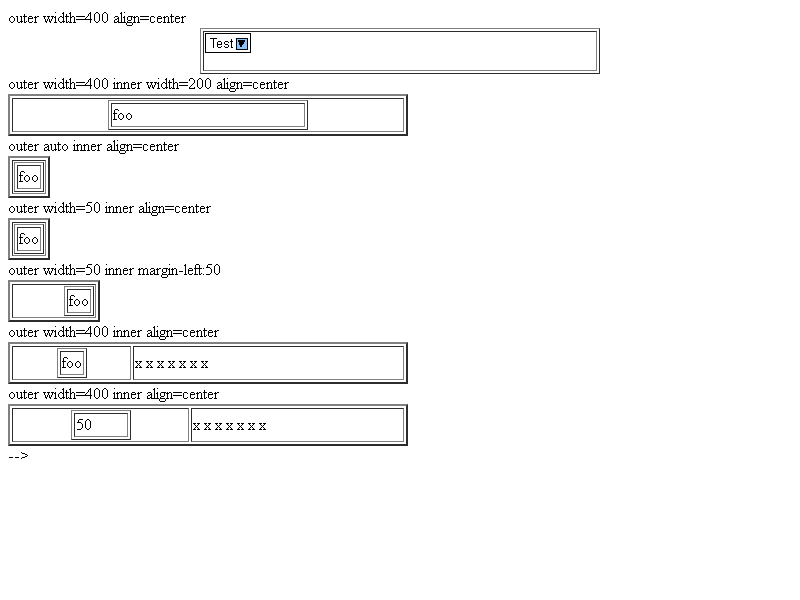 outer width=400 align=center
Test
outer width=400 inner width=200 align=center
foo
outer auto inner align=center
foo
outer width=50 inner align=center
foo
outer width=50 inner margin-left:50
foo
outer width=400 inner align=center
foo x x x x x x x
outer width=400 inner align=center
50 x x x x x x x
-->